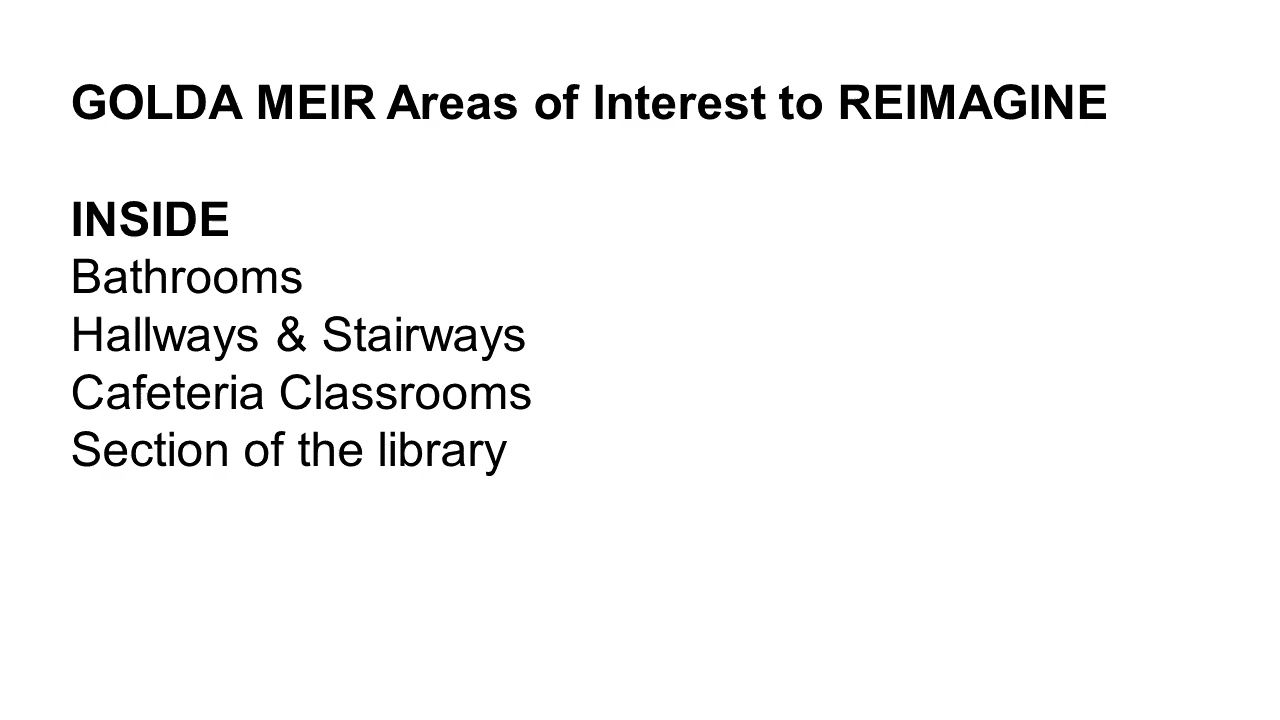 GOLDA MEIR Areas of Interest to REIMAGINE
INSIDE
Bathrooms
Hallways & Stairways
Cafeteria Classrooms
Section of the library